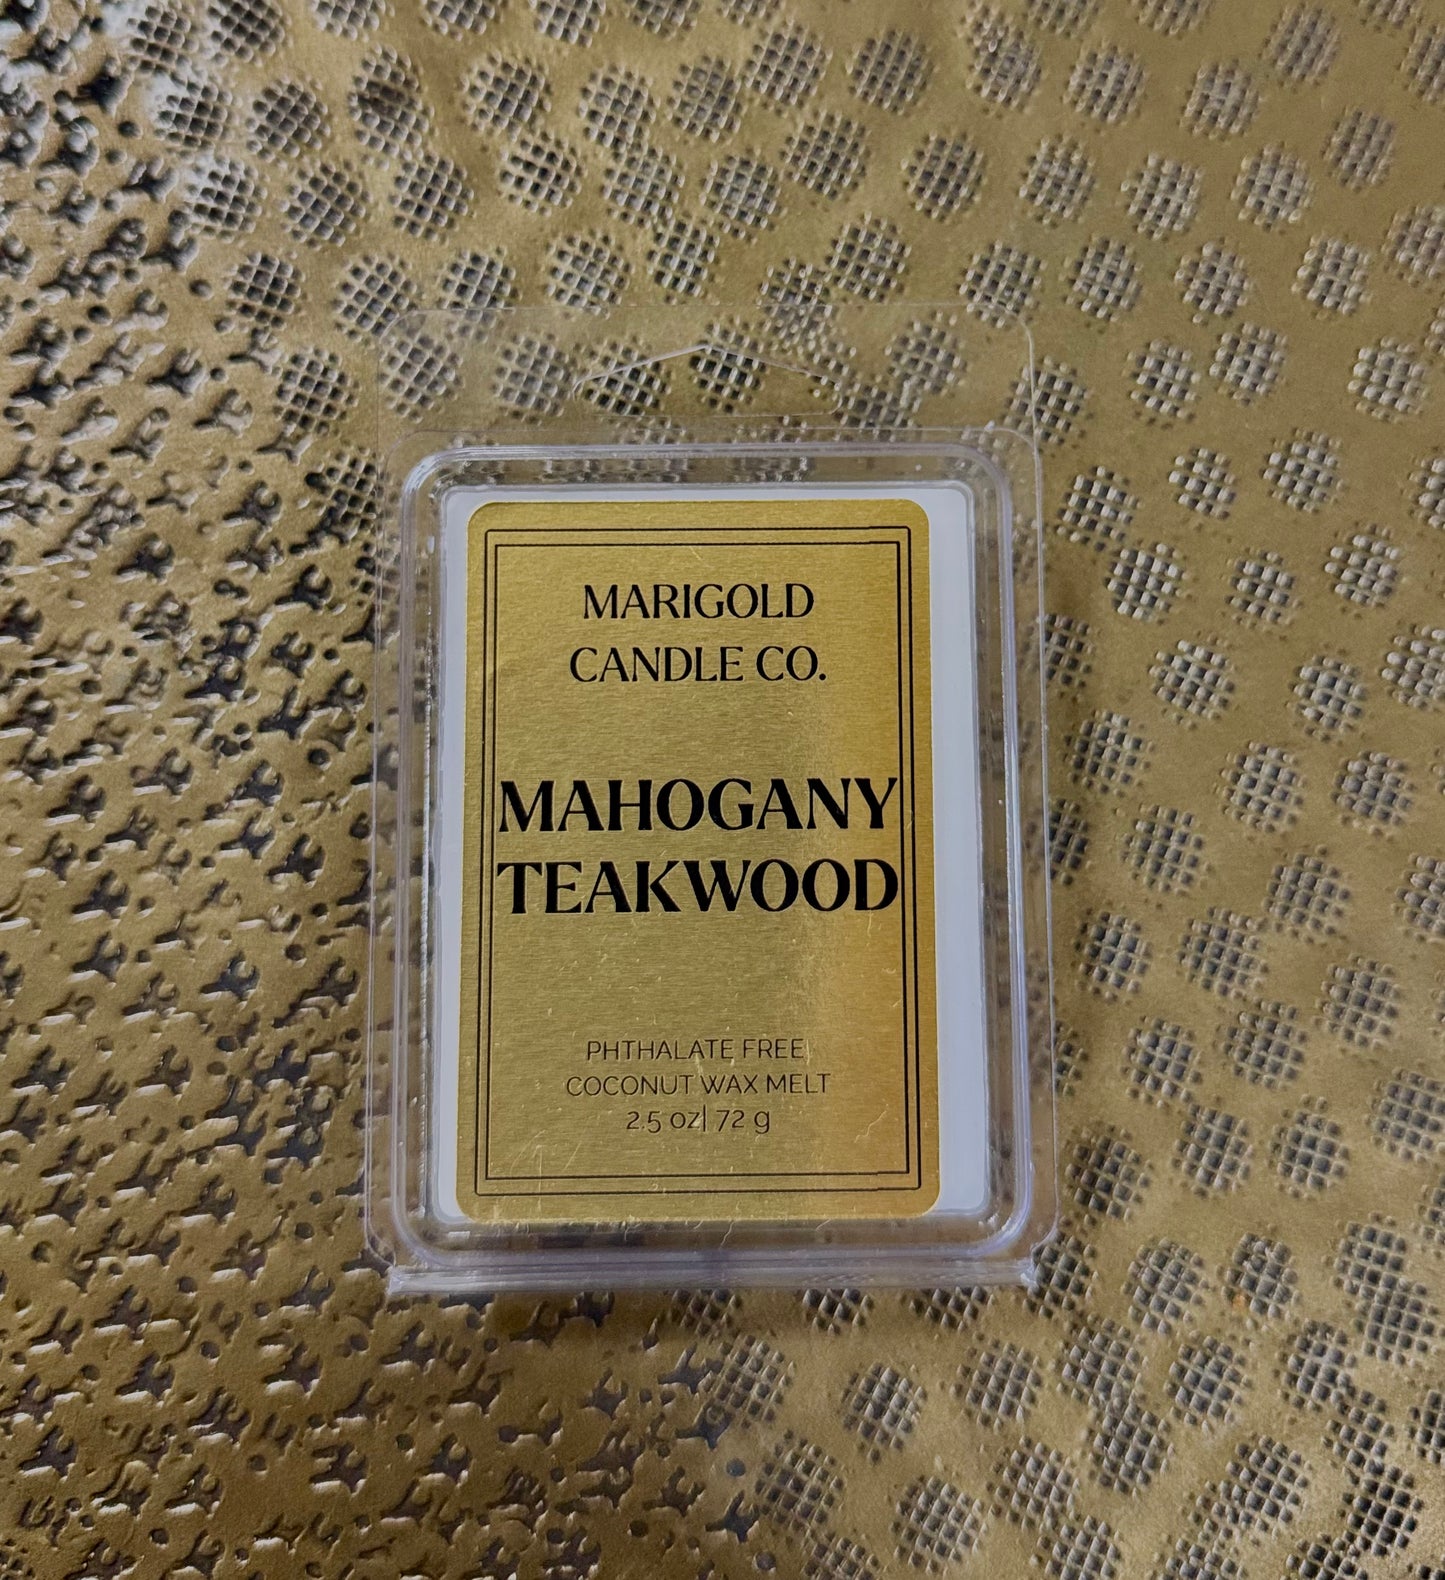 MARIGOLD
CANDLE CO.
MAHOGANY
TEAKWOOD
PHTHALATE FREE
COCONUT WAX MELT
2.5 oz| 72 g